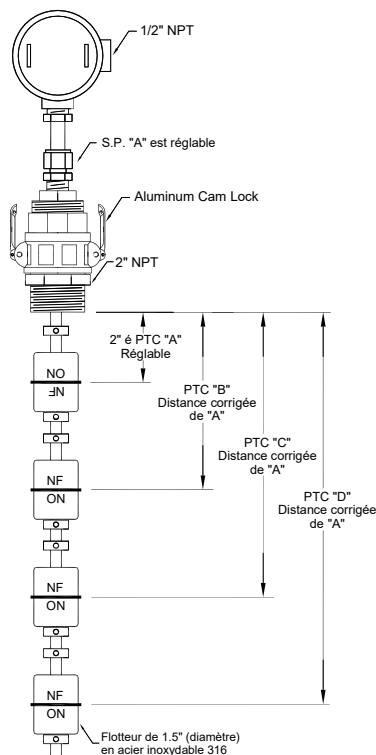 1/2" NPT
S.P. "A" est réglable
Aluminum Cam Lock
2" NPT
2" é PTC "A"
Réglable
PTC "B"
Distance corrigée
de "A"
PTC "C"
Distance corrigée
de "A"
PTC "D"
Distance corrigée
de "A"
NO
NF
NF
ON
NF
ON
NF
ON
Flotteur de 1.5" (diamètre)
en acier inoxydable 316